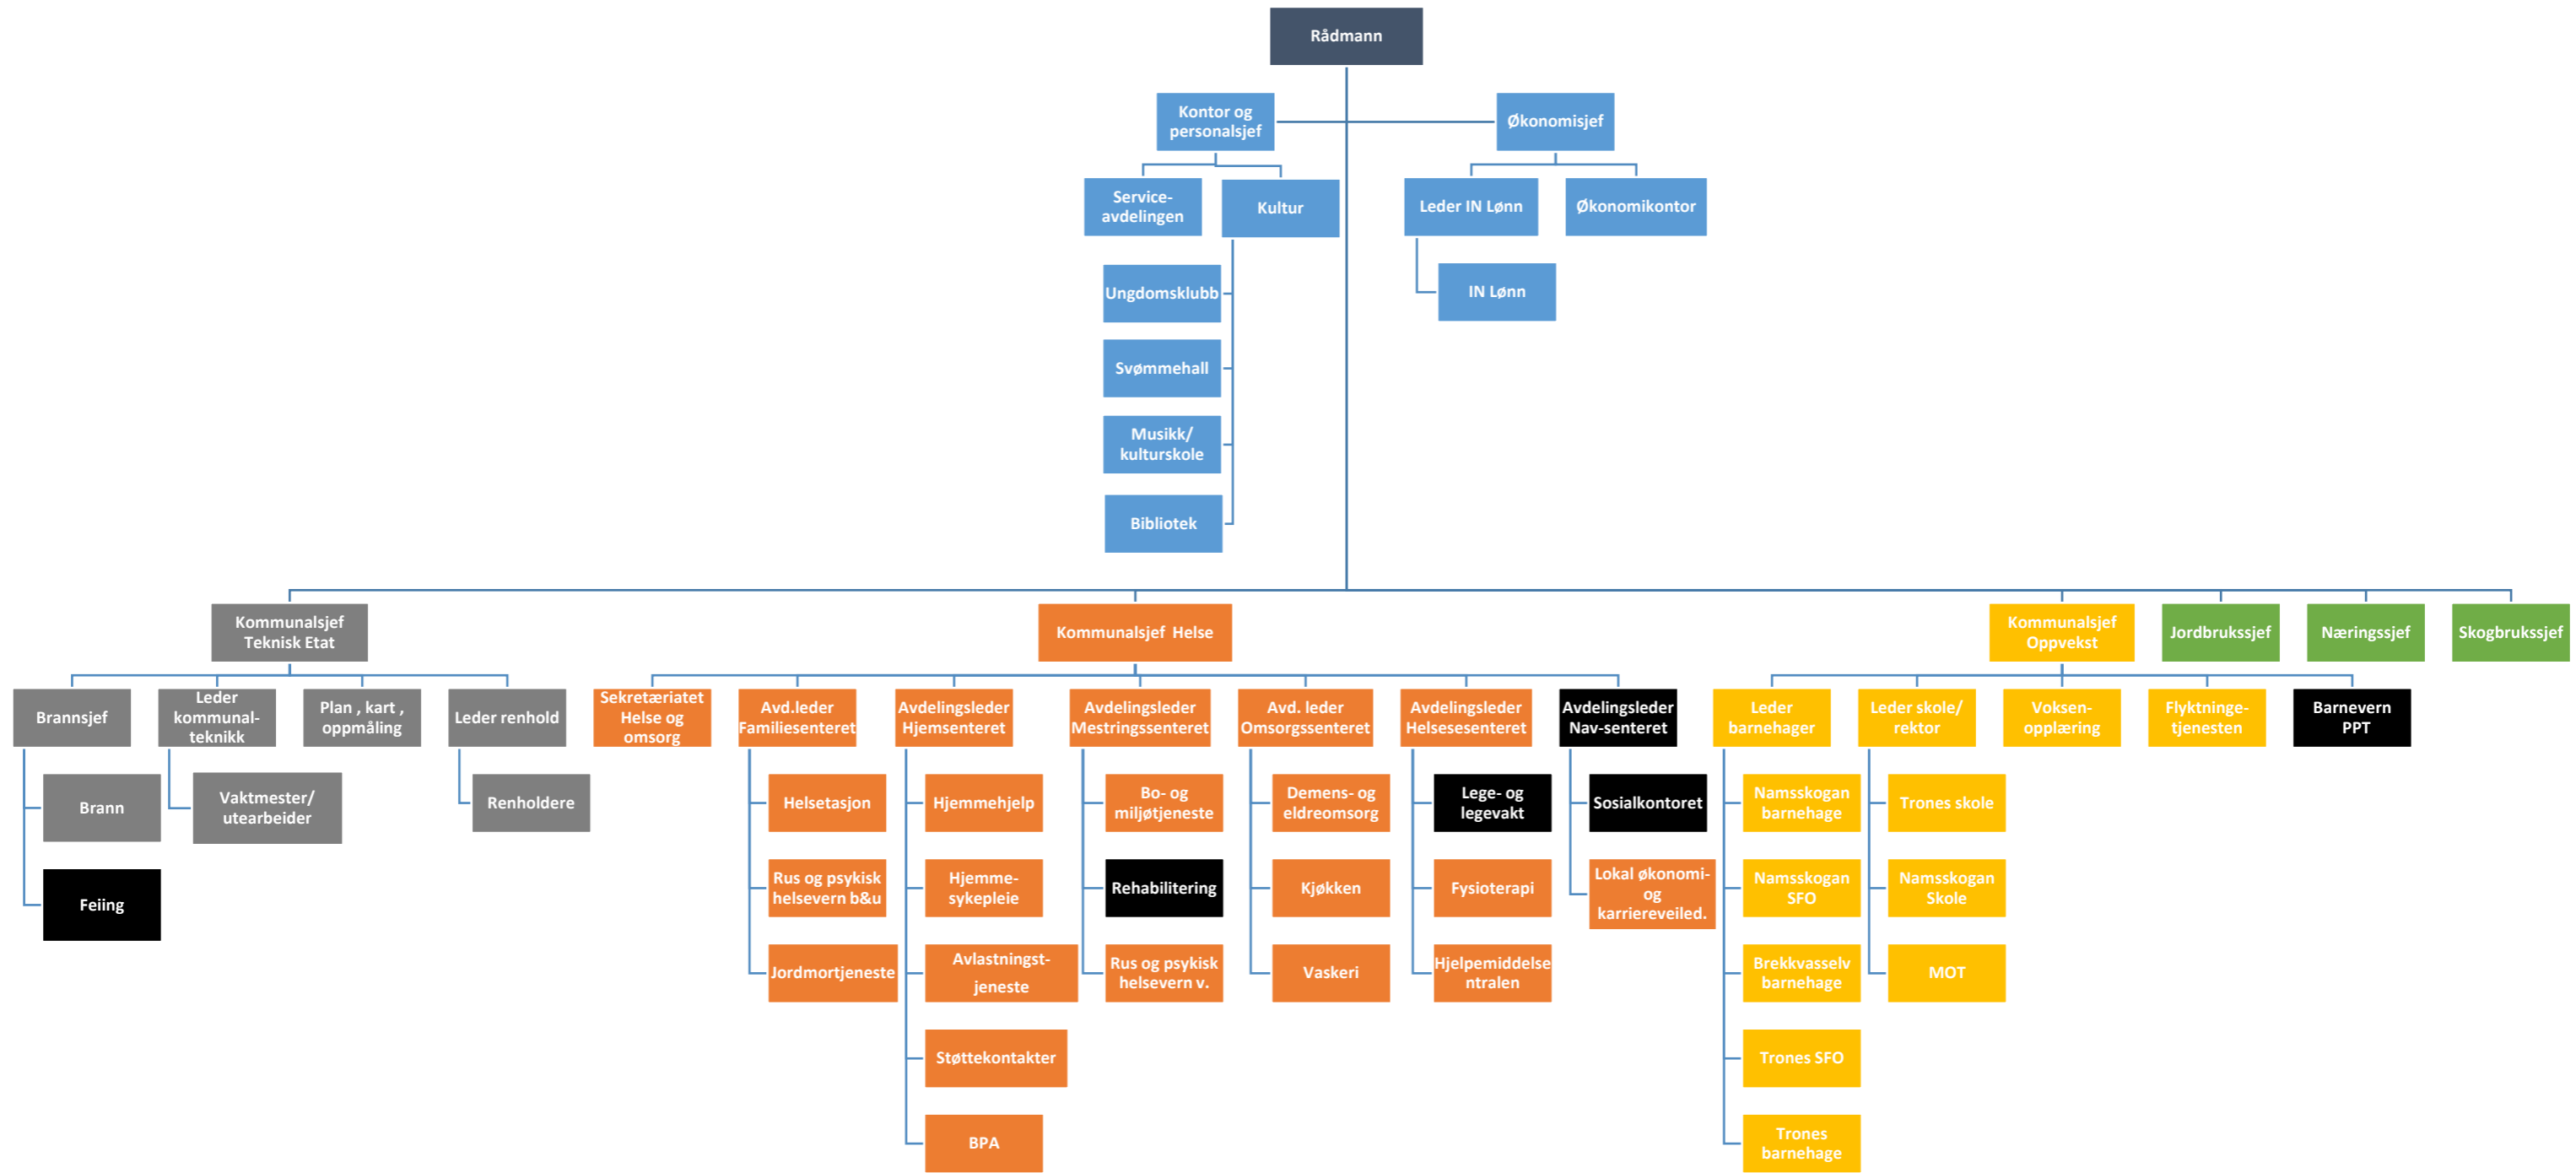 Rådmann
Kontor og
personalsjef
Økonomisjef
Service-
avdelingen
Kultur
Leder IN Lønn
Økonomikontor
Ungdomsklubb
IN Lønn
Svømmehall
Musikk/
kulturskole
Bibliotek
Kommunalsjef
Teknisk Etat
Kommunalsjef Helse
Kommunalsjef
Oppvekst
Jordbrukssjef
Næringssjef
Skogbrukssjef
Brannsjef
Leder
kommunal-
teknikk
Plan , kart ,
oppmåling
Leder renhold
Sekretæriatet
Helse og
omsorg
Avd.leder
Familiesenteret
Avdelingsleder
Hjemsenteret
Avdelingsleder
Mestringssenteret
Avd. leder
Omsorgssenteret
Avdelingsleder
Helsesesenteret
Avdelingsleder
Nav-senteret
Leder
barnehager
Leder skole/
rektor
Voksen-
opplæring
Flyktninge-
tjenesten
Barnevern
PPT
Brann
Vaktmester/
utearbeider
Renholdere
Helsetasjon
Hjemmehjelp
Bo- og
miljøtjeneste
Demens- og
eldreomsorg
Lege- og
legevakt
Sosialkontoret
Namsskogan
barnehage
Trones skole
Feiing
Rus og psykisk
helsevern b&u
Hjemme-
sykepleie
Rehabilitering
Kjøkken
Fysioterapi
Lokal økonomi-
og
karriereveiled.
Namsskogan
SFO
Namsskogan
Skole
Jordmortjeneste
Avlastningst-
jeneste
Rus og psykisk
helsevern v.
Vaskeri
Hjelpemiddelse
ntralen
Brekkvasselv
barnehage
MOT
Støttekontakter
Trones SFO
BPA
Trones
barnehage